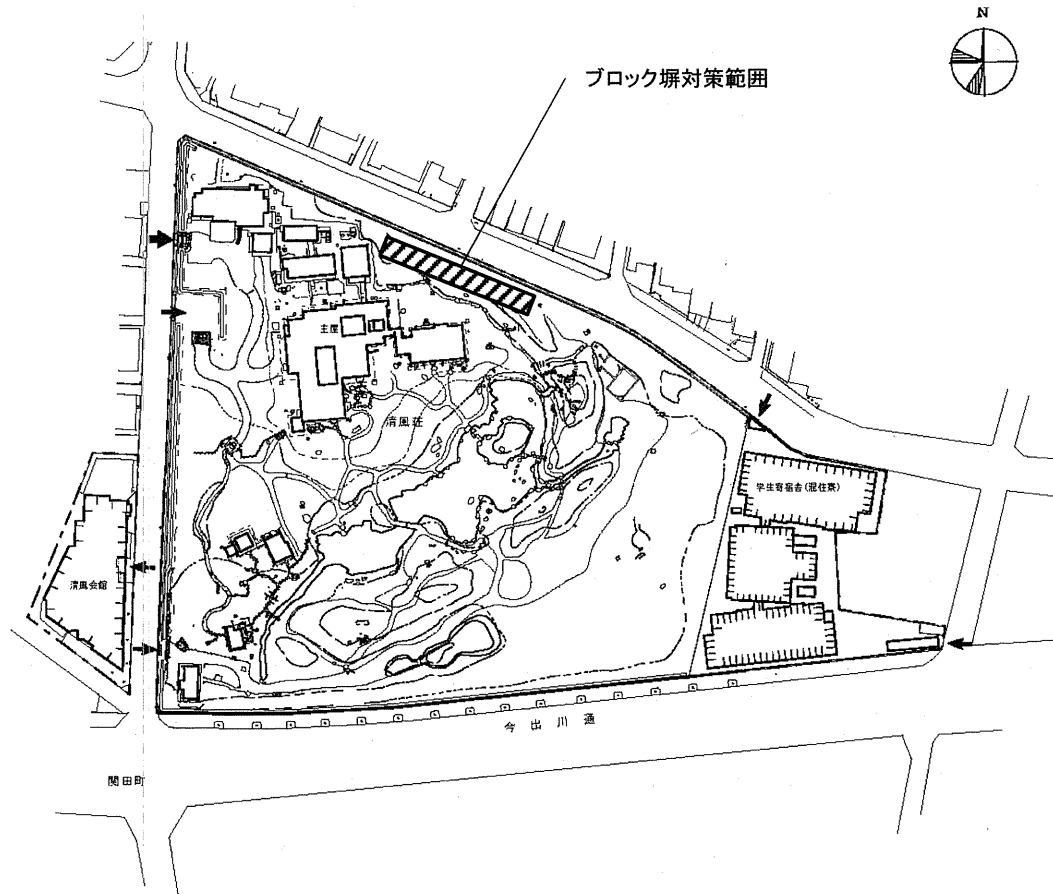 N
ブロック塀対策範囲
主屋
清風荘
学生寄宿舎(混住寮)
清風会館
今出川通
関田町